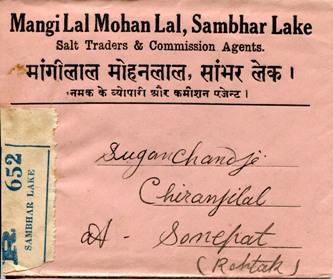 Mangi Lal Mohan Lal, Sambhar Lake
Salt Traders & Commission Agents.
मांगीलाल मोहनलाल, सांभर लेक।
नमक के व्योपारी और कमीशन एजेन्ट।
R 652
SAMBHAR LAKE
Suganchandji
Chiranjilal
At - Sonepat
(Rohtak)